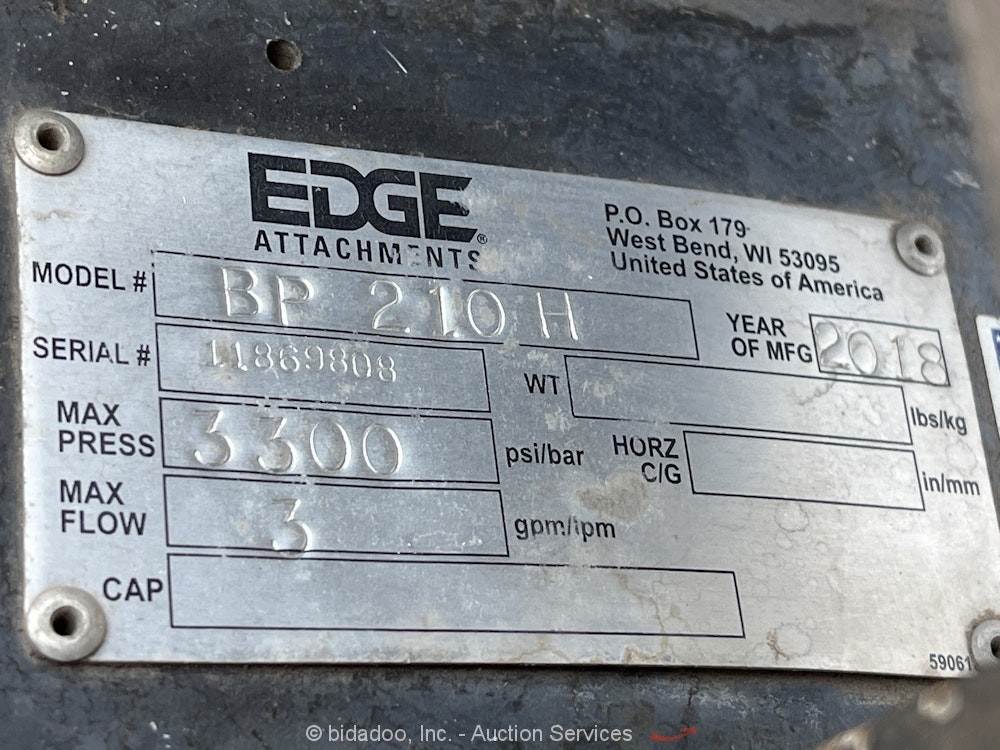 EDGE®
ATTACHMENTS
P.O. Box 179
West Bend, WI 53095
United States of America
MODEL # BP 210 H
YEAR
OF MFG 2018
SERIAL # 11869808
WT lbs/kg
MAX
PRESS 3300 psi/bar
HORZ
C/G in/mm
MAX
FLOW 3 gpm/lpm
CAP
59061
© bidadoo, Inc. - Auction Services